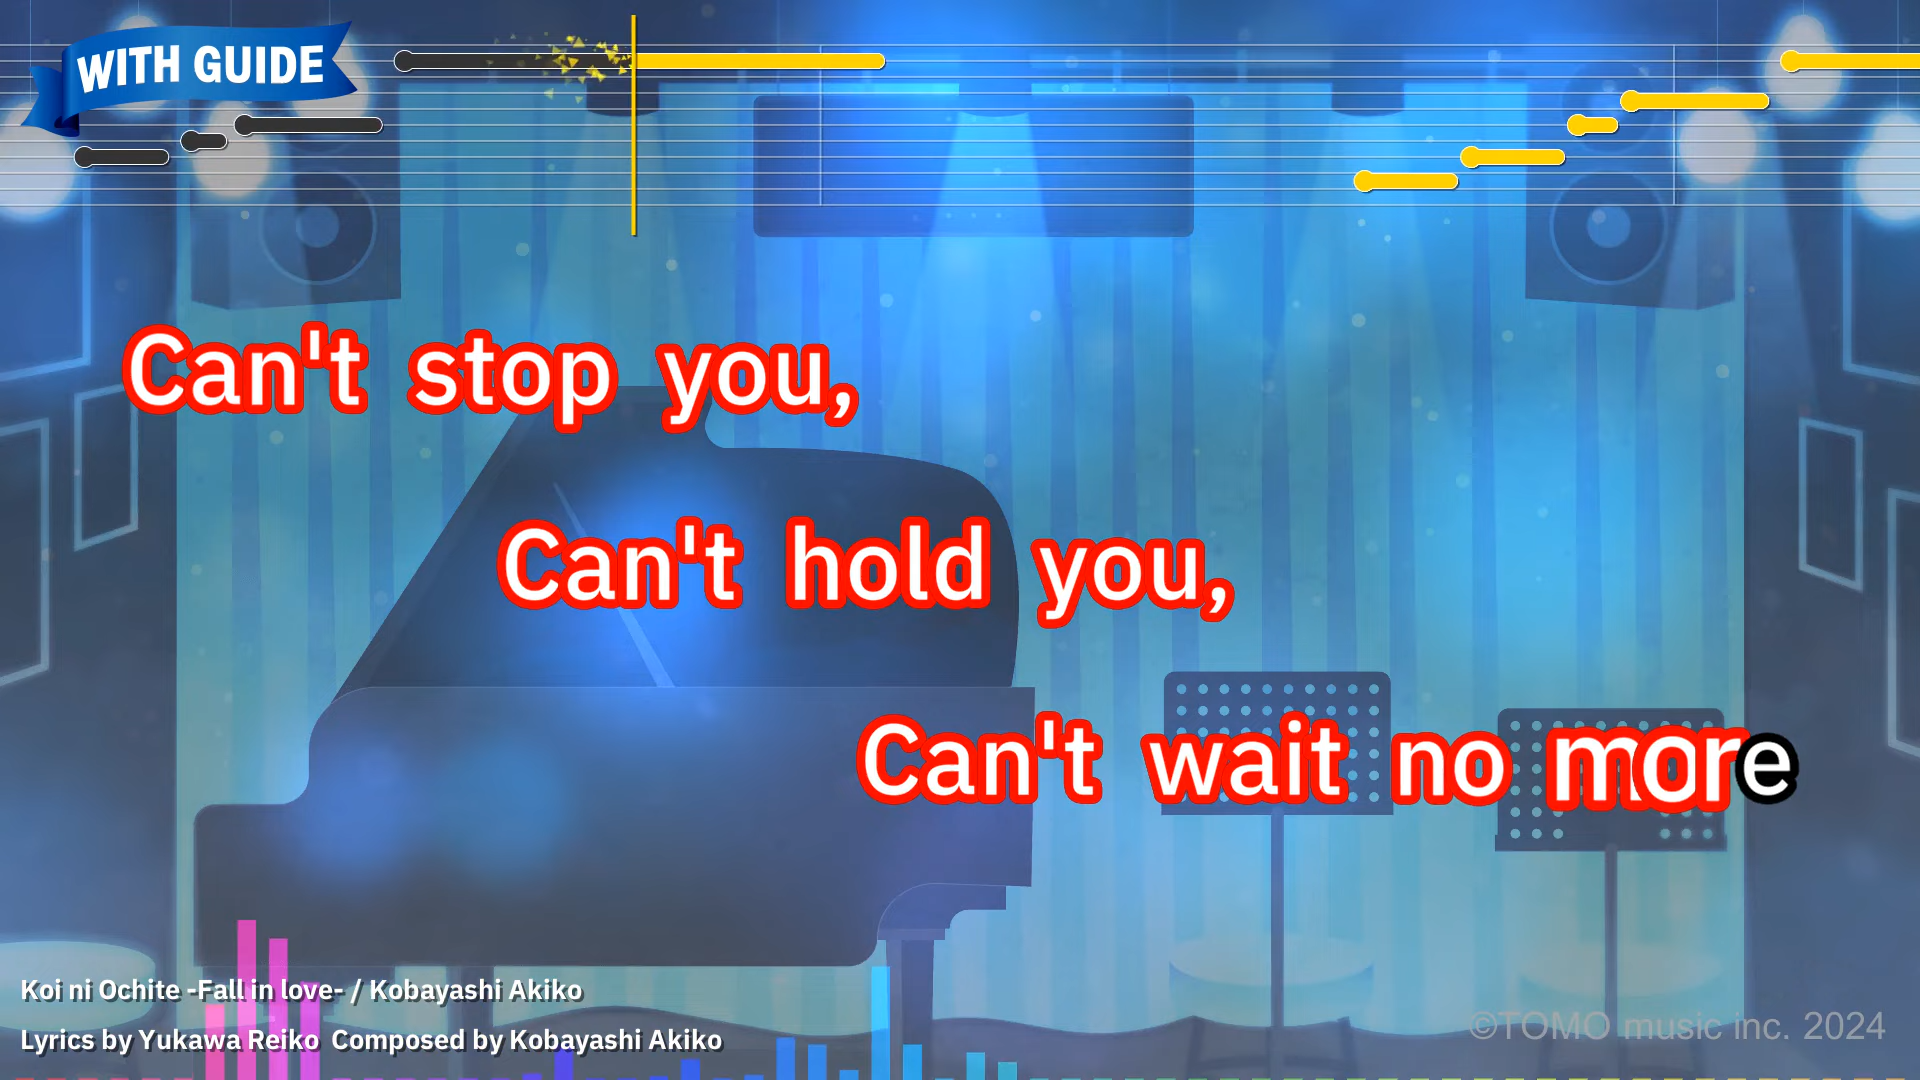 WITH GUIDE
Can't stop you,
Can't hold you,
Can't wait no more
Koi ni Ochite -Fall in love- / Kobayashi Akiko
Lyrics by Yukawa Reiko  Composed by Kobayashi Akiko
©TOMO music inc. 2024